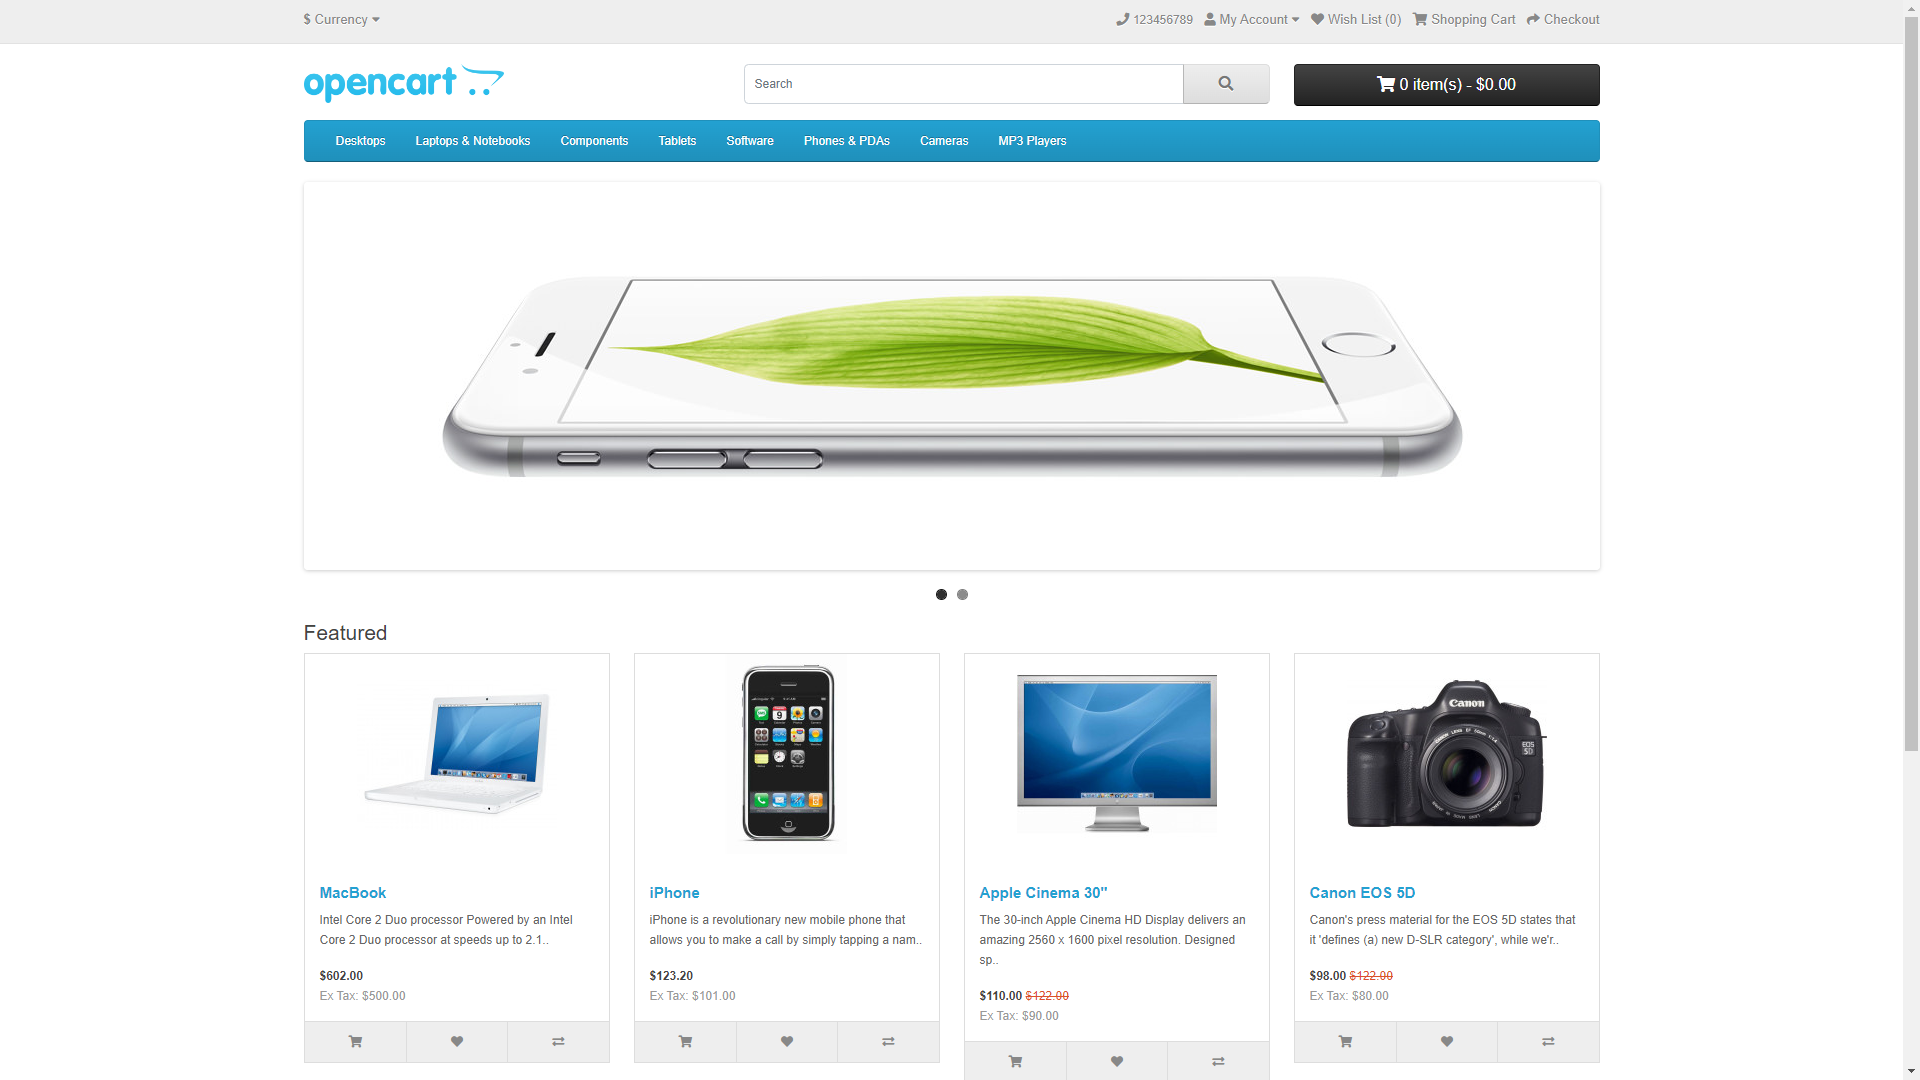 $ Currency
123456789 My Account Wish List (0) Shopping Cart Checkout
opencart
Search
0 item(s) - $0.00
Desktops Laptops & Notebooks Components Tablets Software Phones & PDAs Cameras MP3 Players
Featured
Canon
EOS
5D
MacBook
Intel Core 2 Duo processor Powered by an Intel
Core 2 Duo processor at speeds up to 2.1..
$602.00
Ex Tax: $500.00
iPhone
iPhone is a revolutionary new mobile phone that
allows you to make a call by simply tapping a nam..
$123.20
Ex Tax: $101.00
Apple Cinema 30"
The 30-inch Apple Cinema HD Display delivers an
amazing 2560 x 1600 pixel resolution. Designed
sp..
$110.00 $122.00
Ex Tax: $90.00
Canon EOS 5D
Canon's press material for the EOS 5D states that
it 'defines (a) new D-SLR category', while we'r..
$98.00 $122.00
Ex Tax: $80.00